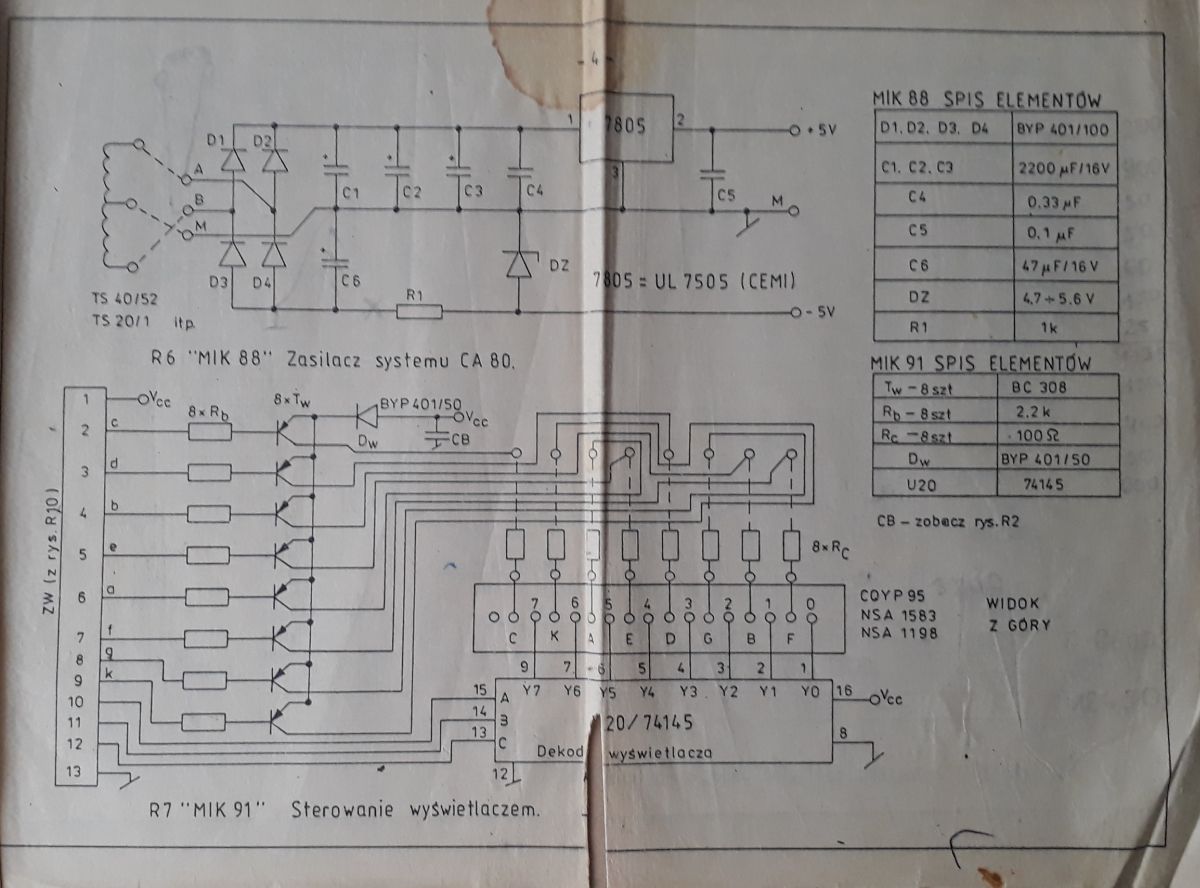 - 4 -
MIK 88 SPIS ELEMENTÓW
D1. D2. D3. D4 BYP 401/100
C1. C2. C3 2200 µF/16V
C4 0.33 µF
C5 0.1 µF
C6 47 µF/16V
DZ 4.7 ÷ 5.6 V
R1 1k
D1 D2
1 7805 2
3
+ 5V
A
B
M
C1 C2 C3 C4 C5
M
D3 D4
C6
DZ
R1
7805 = UL 7505 (CEMI)
- 5V
TS 40/52
TS 20/1 itp.
R6 "MIK 88" Zasilacz systemu CA 80.
MIK 91 SPIS ELEMENTÓW
Tw - 8 szt BC 308
Rb - 8szt 2.2 k
Rc - 8szt 100 Ω
Dw BYP 401/50
U20 74145
CB - zobacz rys. R2
ZW (z rys. R10)
1 Vcc
2 c
3 d
4 b
5 e
6 a
7 f
8 g
9 k
10
11
12
13
8 x Rb
8 x Tw
BYP 401/50
Dw
Vcc
CB
8 x Rc
7 6 5 4 3 2 1 0
C K A E D G B F
CQYP 95
NSA 1583
NSA 1198
WIDOK
Z GÓRY
9 7 6 5 4 3 2 1
Y7 Y6 Y5 Y4 Y3 Y2 Y1 Y0
15 A
14 B
13 C
12
16 Vcc
8
20/74145
Dekod wyświetlacza
R7 "MIK 91" Sterowanie wyświetlaczem.